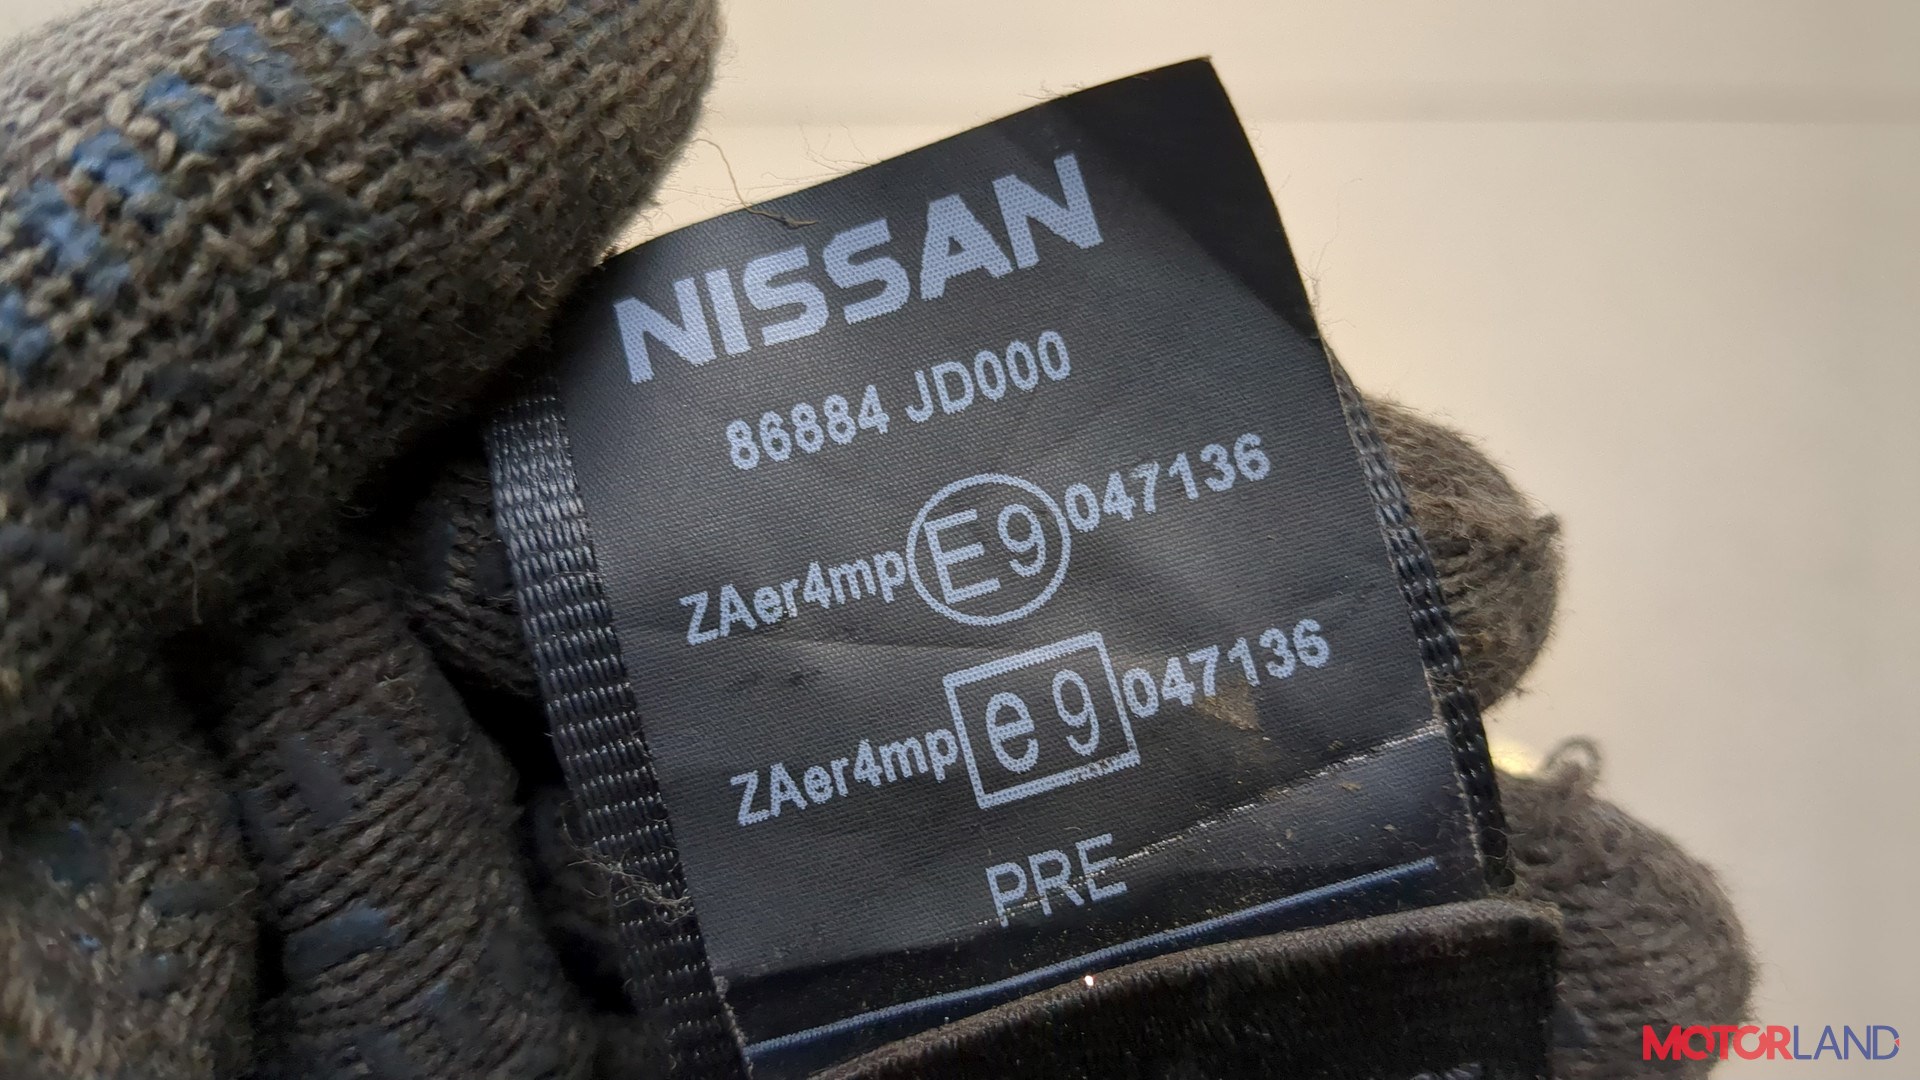 NISSAN
86884 JD000
ZAer4mp E9 047136
ZAer4mp e9 047136
PRE
MOTORLAND